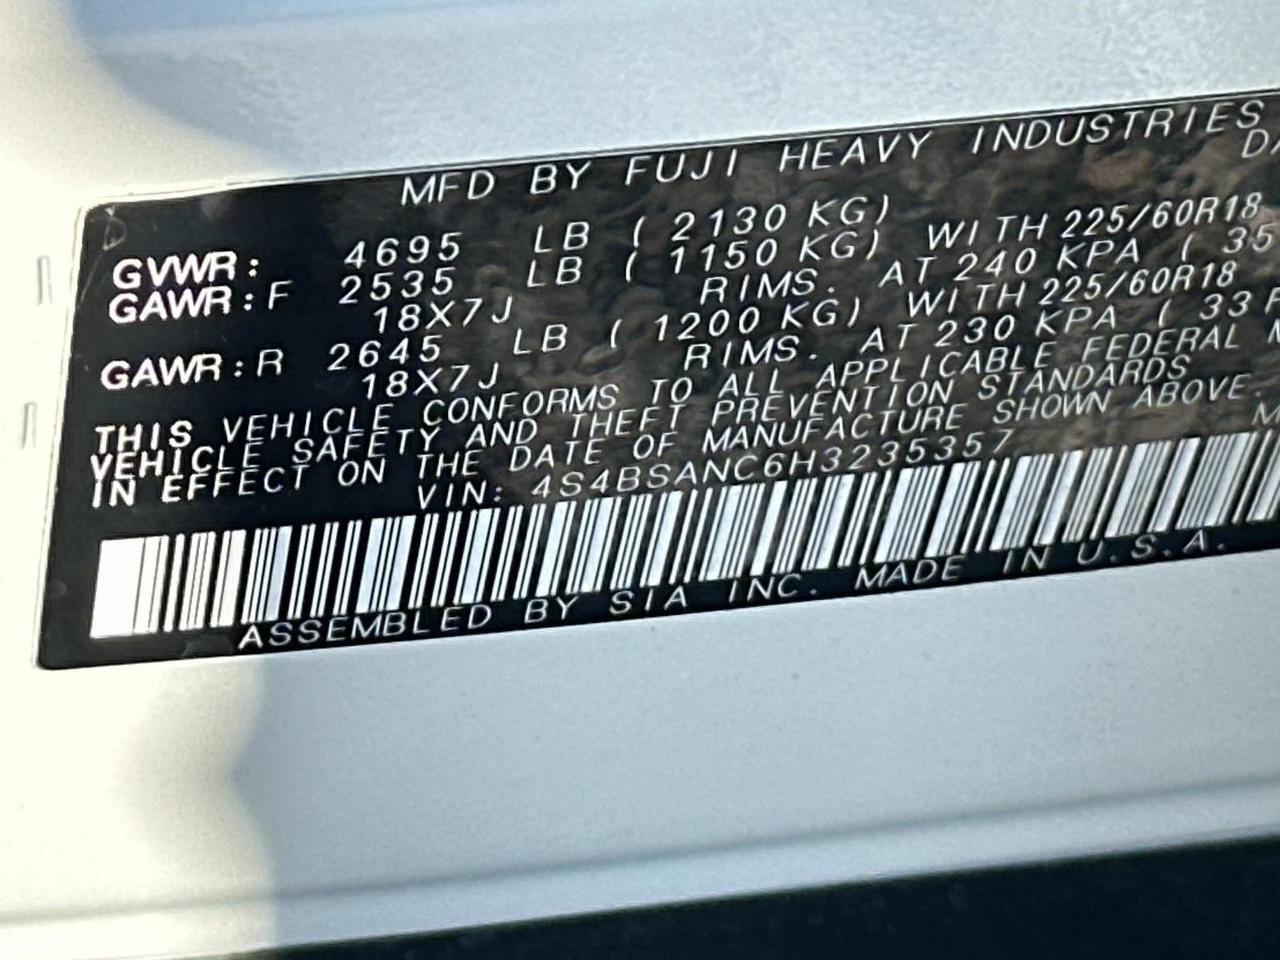 MFD BY FUJI HEAVY INDUSTRIES
GVWR: 4695 LB ( 2130 KG)
GAWR:F 2535 LB ( 1150 KG) WITH 225/60R18
18X7J RIMS. AT 240 KPA ( 35
GAWR:R 2645 LB ( 1200 KG) WITH 225/60R18
18X7J RIMS. AT 230 KPA ( 33
THIS VEHICLE CONFORMS TO ALL APPLICABLE FEDERAL
VEHICLE SAFETY AND THEFT PREVENTION STANDARDS
IN EFFECT ON THE DATE OF MANUFACTURE SHOWN ABOVE.
VIN: 4S4BSANC6H3235357
ASSEMBLED BY SIA INC. MADE IN U.S.A.